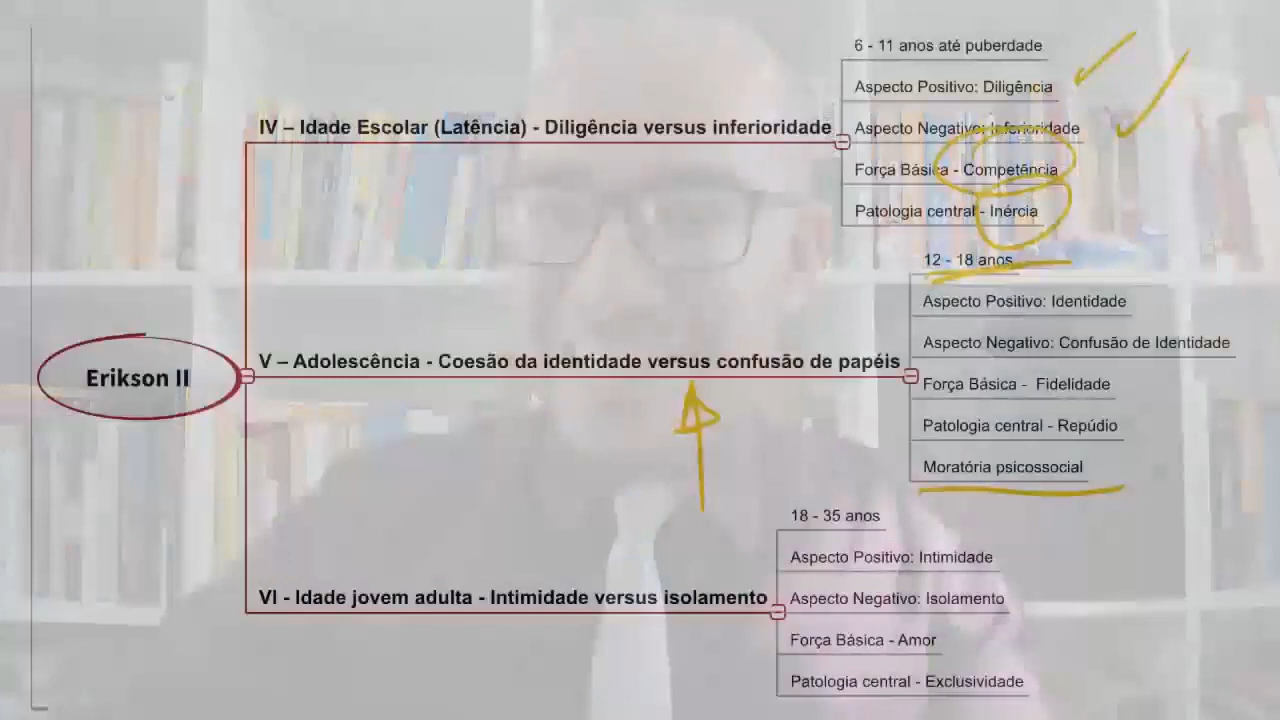 Erikson II
IV – Idade Escolar (Latência) - Diligência versus inferioridade
6 - 11 anos até puberdade
Aspecto Positivo: Diligência
Aspecto Negativo: Inferioridade
Força Básica - Competência
Patologia central - Inércia
V – Adolescência - Coesão da identidade versus confusão de papéis
12 - 18 anos
Aspecto Positivo: Identidade
Aspecto Negativo: Confusão de Identidade
Força Básica - Fidelidade
Patologia central - Repúdio
Moratória psicossocial
VI - Idade jovem adulta - Intimidade versus isolamento
18 - 35 anos
Aspecto Positivo: Intimidade
Aspecto Negativo: Isolamento
Força Básica - Amor
Patologia central - Exclusividade